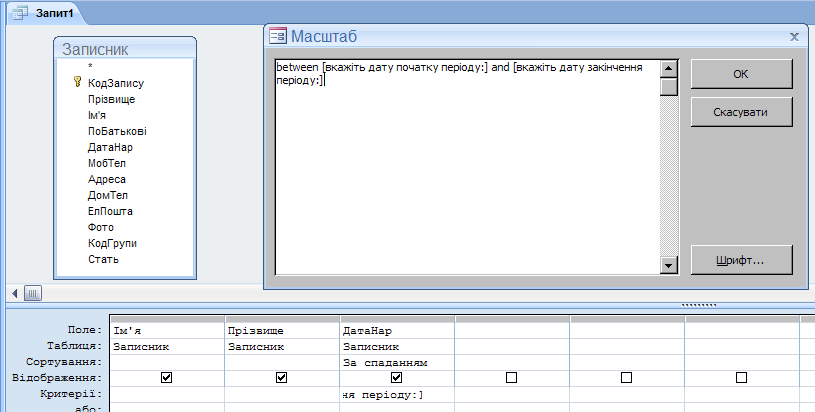 Запит1
Записник
*
КодЗапису
Прізвище
Ім'я
ПоБатькові
ДатаНар
МобТел
Адреса
ДомТел
ЕлПошта
Фото
КодГрупи
Стать
Масштаб
between [вкажіть дату початку періоду:] and [вкажіть дату закінчення
періоду:]
ОК
Скасувати
Шрифт...
Поле: Ім'я Прізвище ДатаНар
Таблиця: Записник Записник Записник
Сортування: За спаданням
Відображення:
Критерії: ня періоду:]
або: